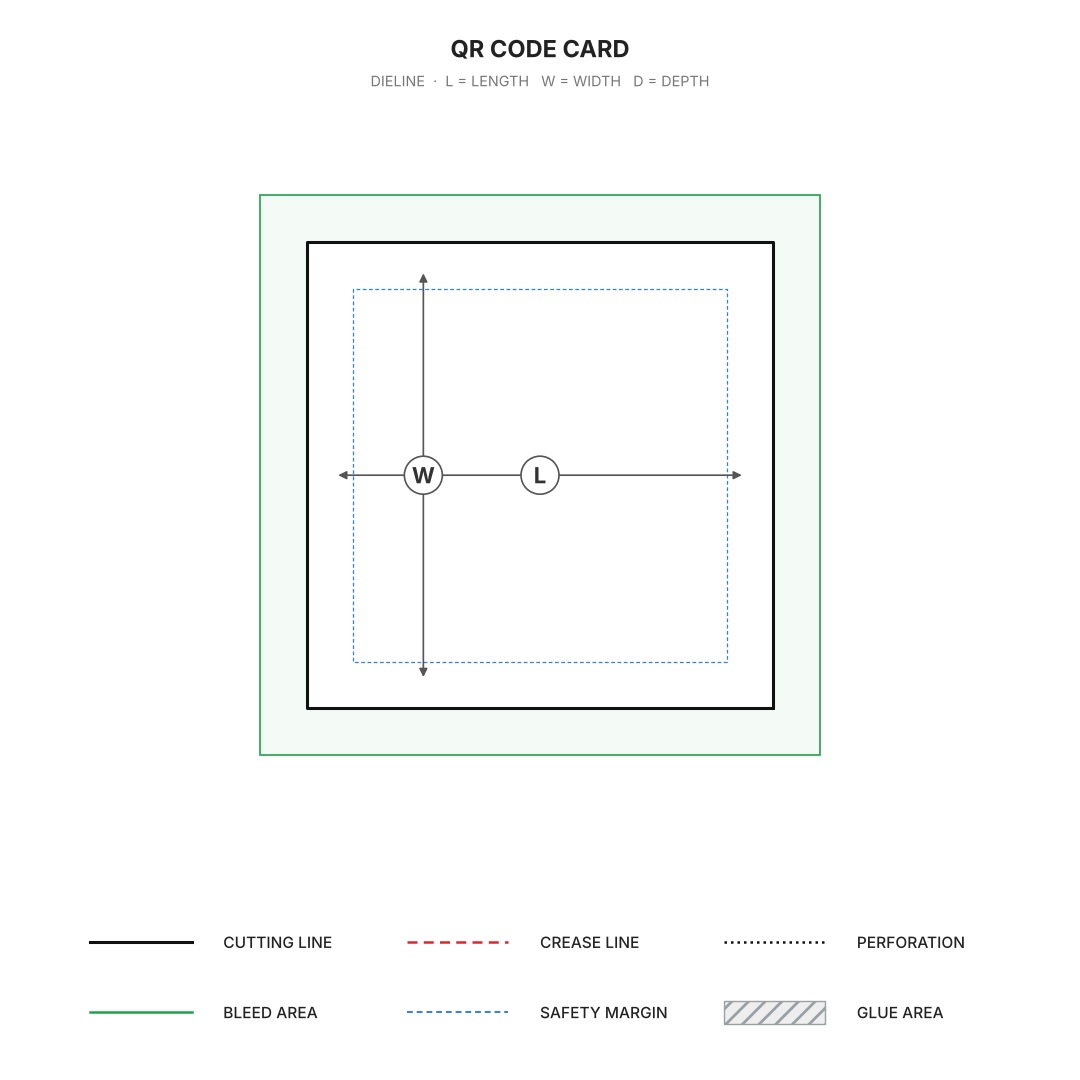 QR CODE CARD
DIELINE · L = LENGTH W = WIDTH D = DEPTH
W L
CUTTING LINE CREASE LINE PERFORATION
BLEED AREA SAFETY MARGIN GLUE AREA